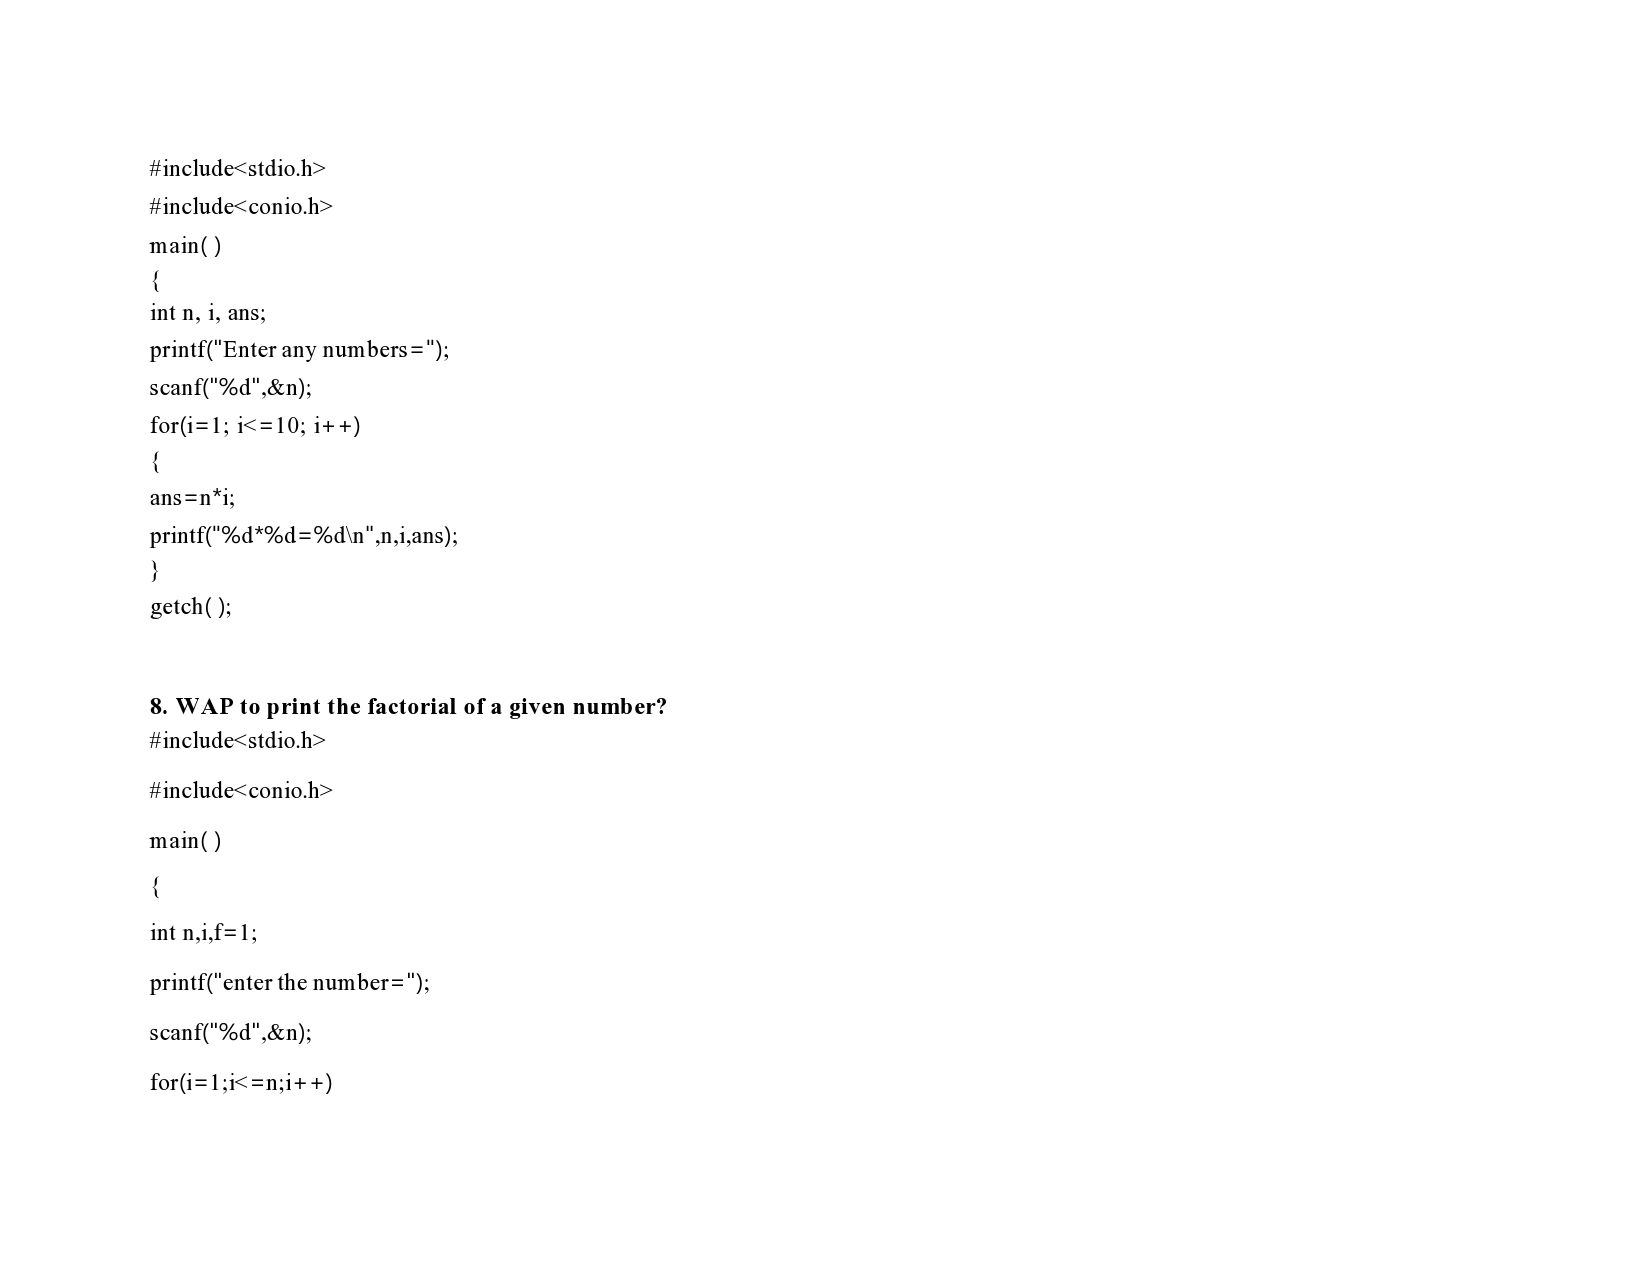 #include<stdio.h>
#include<conio.h>
main( )
{
int n, i, ans;
printf("Enter any numbers=");
scanf("%d",&n);
for(i=1; i<=10; i++)
{
ans=n*i;
printf("%d*%d=%d\n",n,i,ans);
}
getch( );
8. WAP to print the factorial of a given number?
#include<stdio.h>
#include<conio.h>
main( )
{
int n,i,f=1;
printf("enter the number=");
scanf("%d",&n);
for(i=1;i<=n;i++)